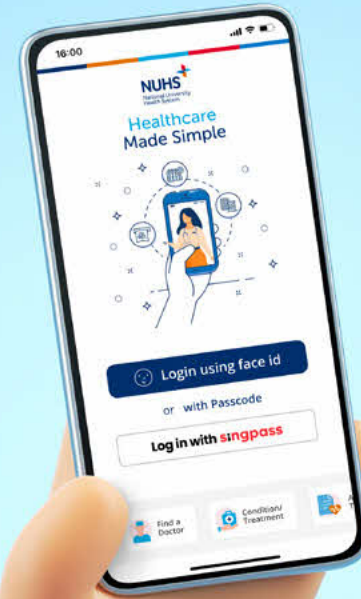 16:00
NUHS
National University
Health System
Healthcare
Made Simple
Login using face id
or with Passcode
Log in with singpass
Find a
Doctor
Condition/
Treatment